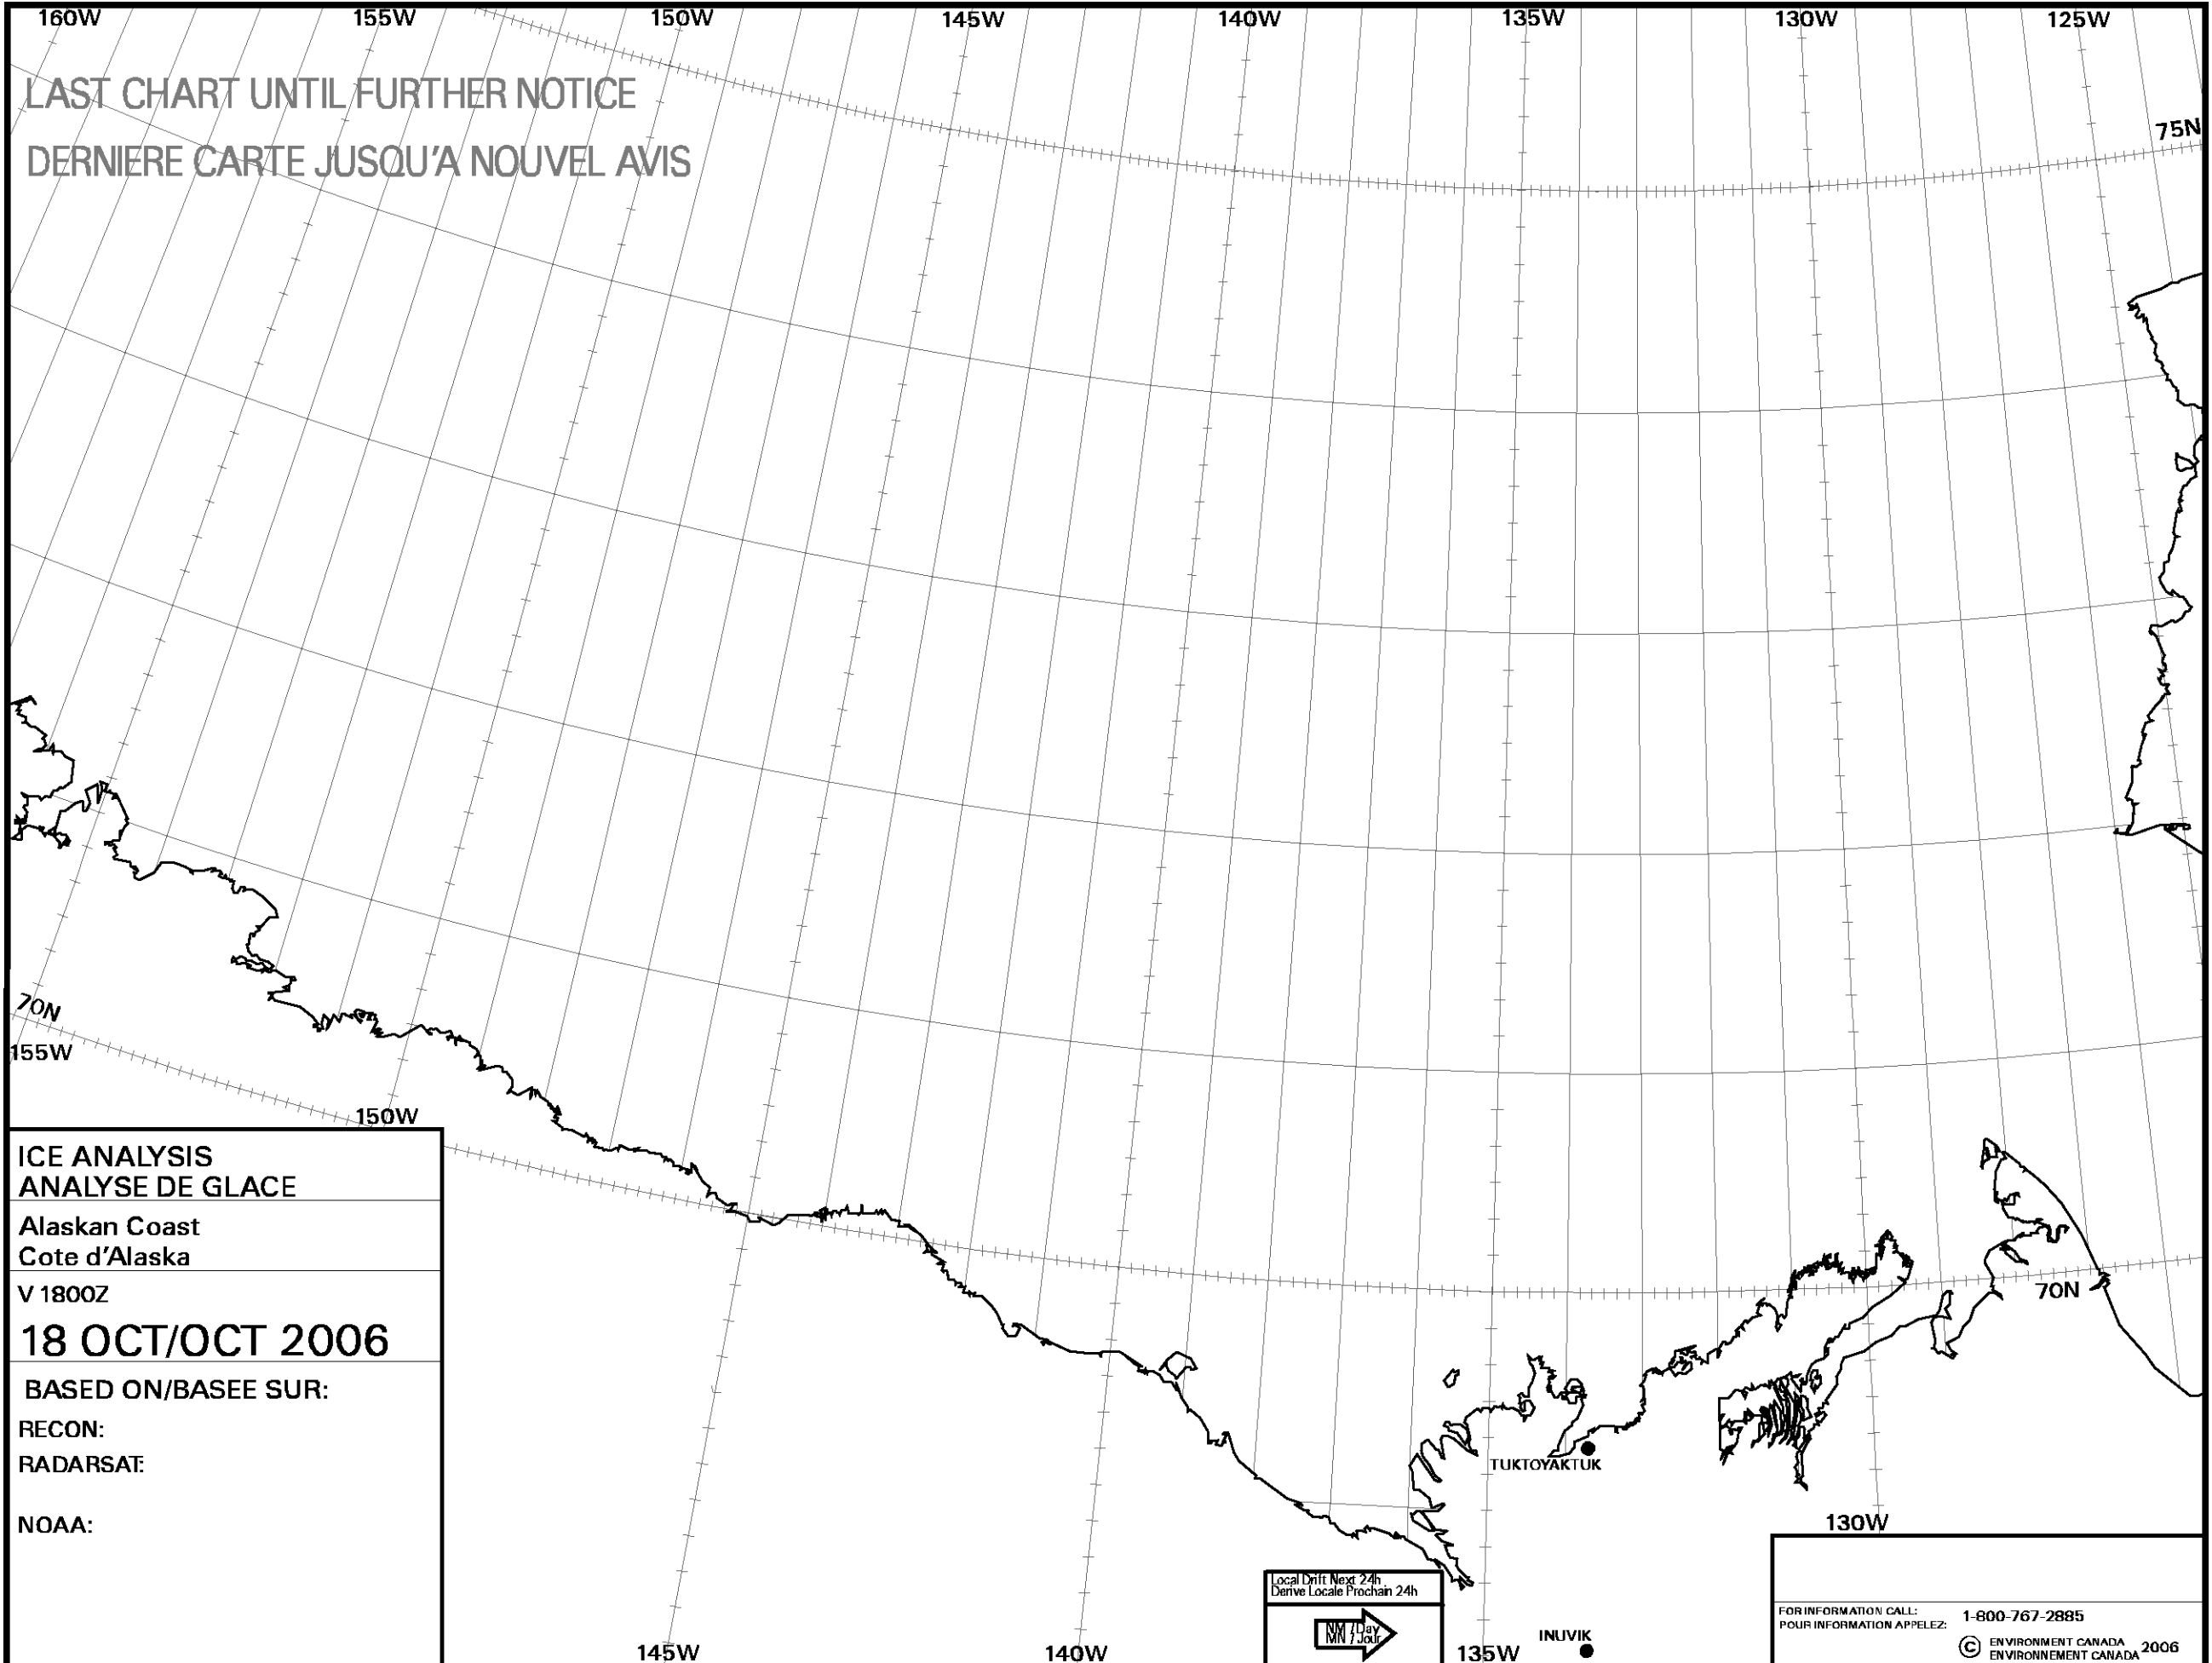 160W 155W 150W 145W 140W 135W 130W 125W
LAST CHART UNTIL FURTHER NOTICE
75N
DERNIERE CARTE JUSQU'A NOUVEL AVIS
70N
155W
150W
ICE ANALYSIS
ANALYSE DE GLACE
Alaskan Coast
Cote d'Alaska
V 1800Z
18 OCT/OCT 2006
BASED ON/BASEE SUR:
RECON:
RADARSAT:
NOAA:
70N
TUKTOYAKTUK
130W
Local Drift Next 24h
Derive Locale Prochain 24h
NM / Day
MN / Jour
INUVIK
145W 140W 135W
FOR INFORMATION CALL: 1-800-767-2885
POUR INFORMATION APPELEZ:
© ENVIRONMENT CANADA 2006
ENVIRONNEMENT CANADA